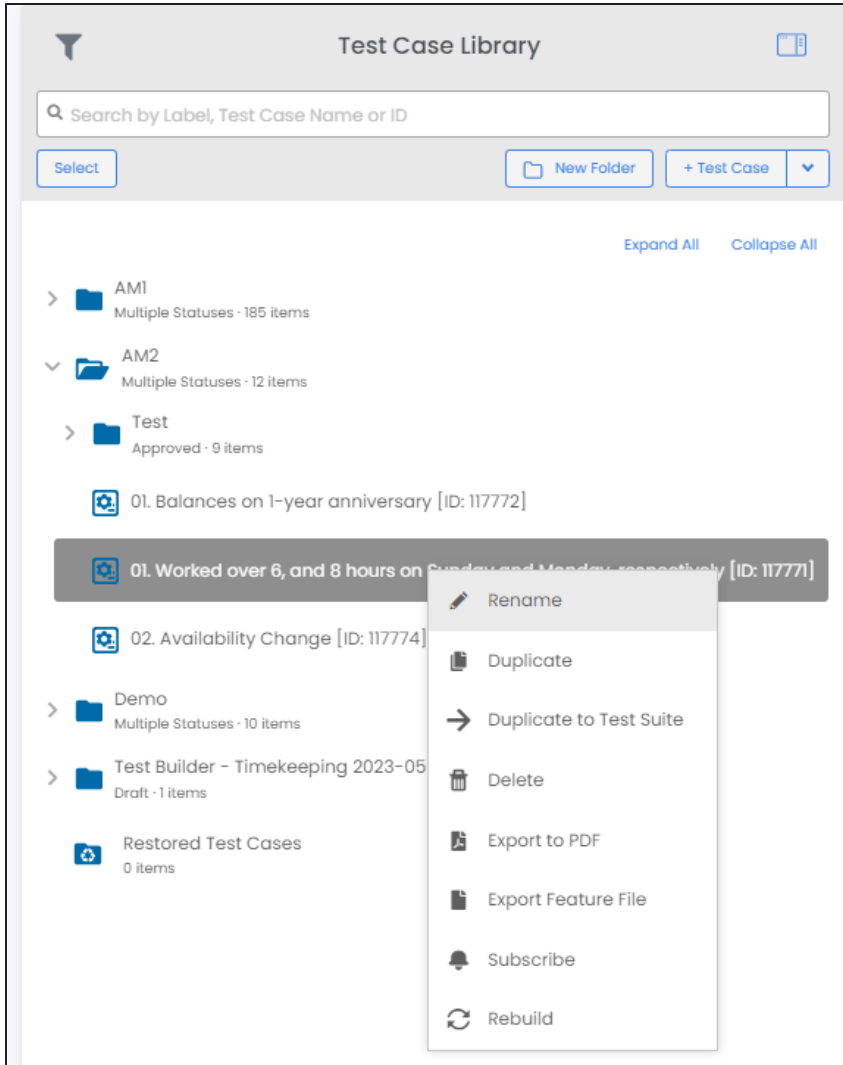 Test Case Library
Search by Label, Test Case Name or ID
Select
New Folder
+ Test Case
Expand All
Collapse All
AM1
Multiple Statuses · 185 items
AM2
Multiple Statuses · 12 items
Test
Approved · 9 items
01. Balances on 1-year anniversary [ID: 117772]
01. Worked over 6, and 8 hours on Sunday and Monday, respectively [ID: 117771]
02. Availability Change [ID: 117774]
Demo
Multiple Statuses · 10 items
Test Builder - Timekeeping 2023-05
Draft · 1 items
Restored Test Cases
0 items
Rename
Duplicate
Duplicate to Test Suite
Delete
Export to PDF
Export Feature File
Subscribe
Rebuild